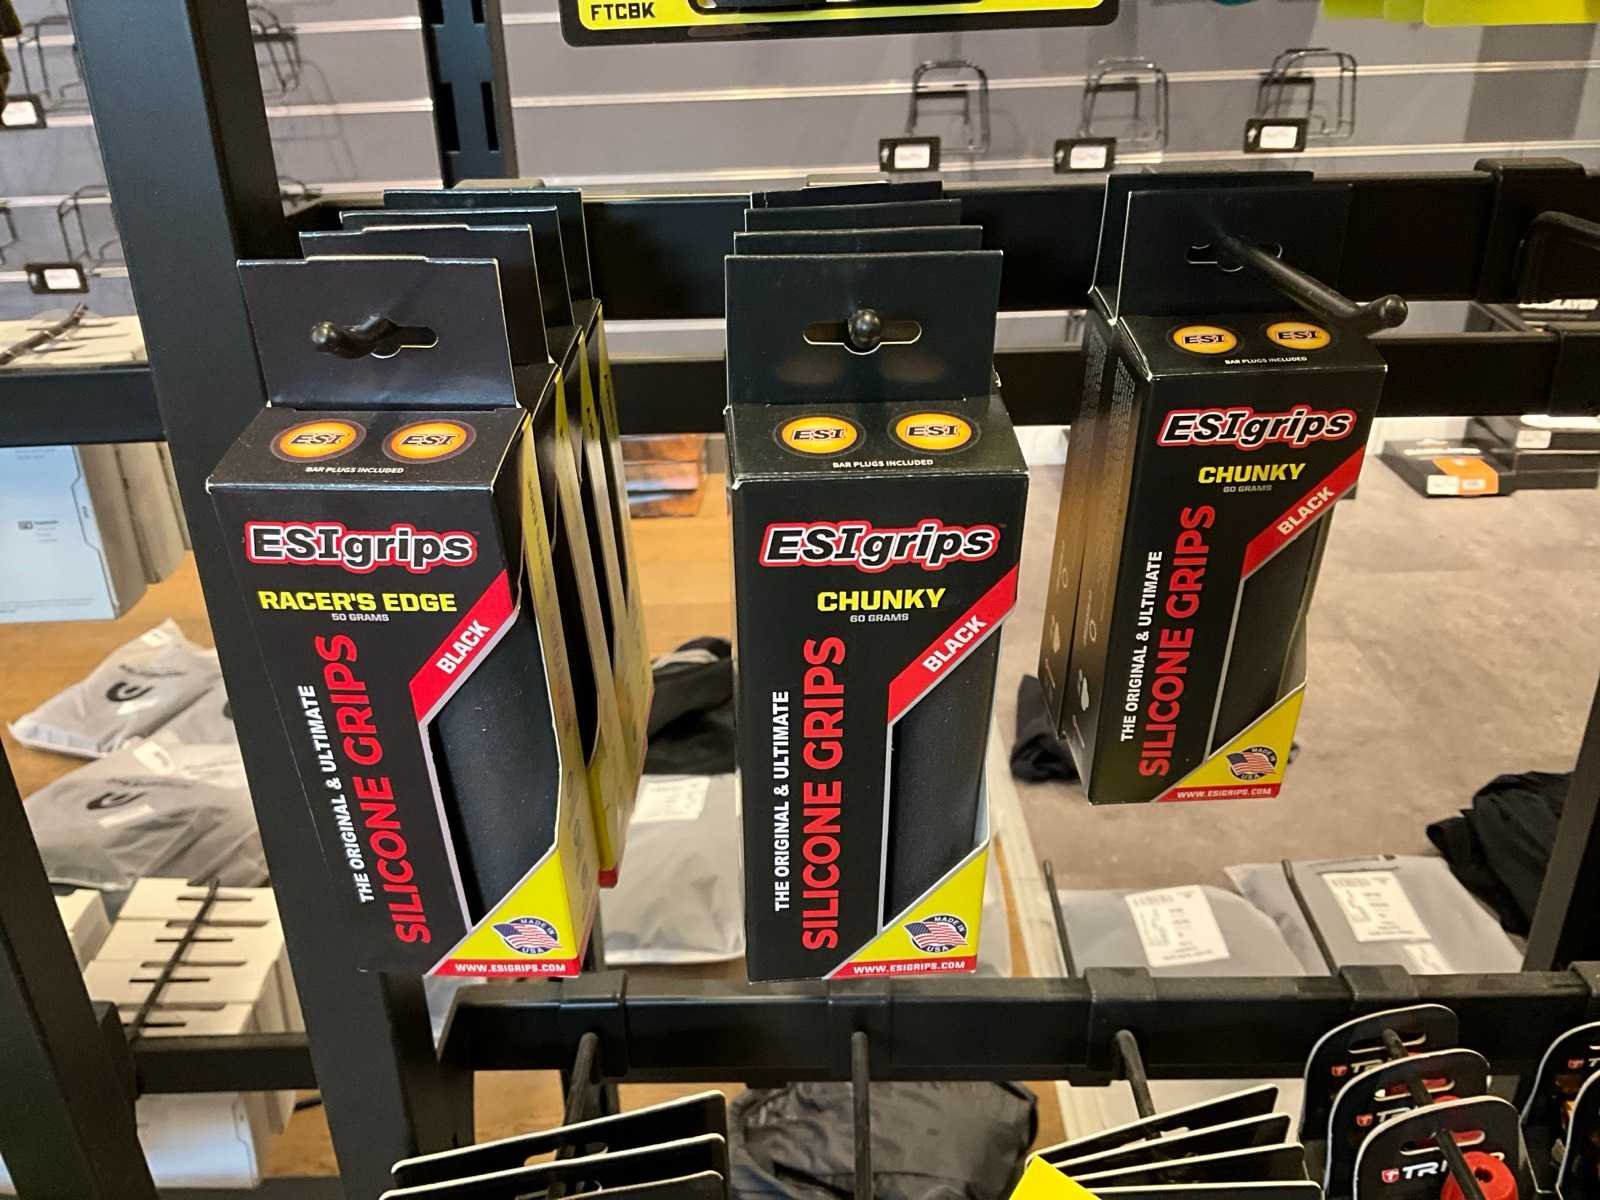 FTCBK
ESI ESI
BAR PLUGS INCLUDED
ESIgrips
RACER'S EDGE
50 GRAMS
BLACK
THE ORIGINAL & ULTIMATE
SILICONE GRIPS
MADE IN
USA
WWW.ESIGRIPS.COM
ESI ESI
BAR PLUGS INCLUDED
ESIgrips
CHUNKY
60 GRAMS
BLACK
THE ORIGINAL & ULTIMATE
SILICONE GRIPS
MADE IN
USA
WWW.ESIGRIPS.COM
ESI ESI
BAR PLUGS INCLUDED
ESIgrips
CHUNKY
60 GRAMS
BLACK
THE ORIGINAL & ULTIMATE
SILICONE GRIPS
MADE IN
USA
WWW.ESIGRIPS.COM